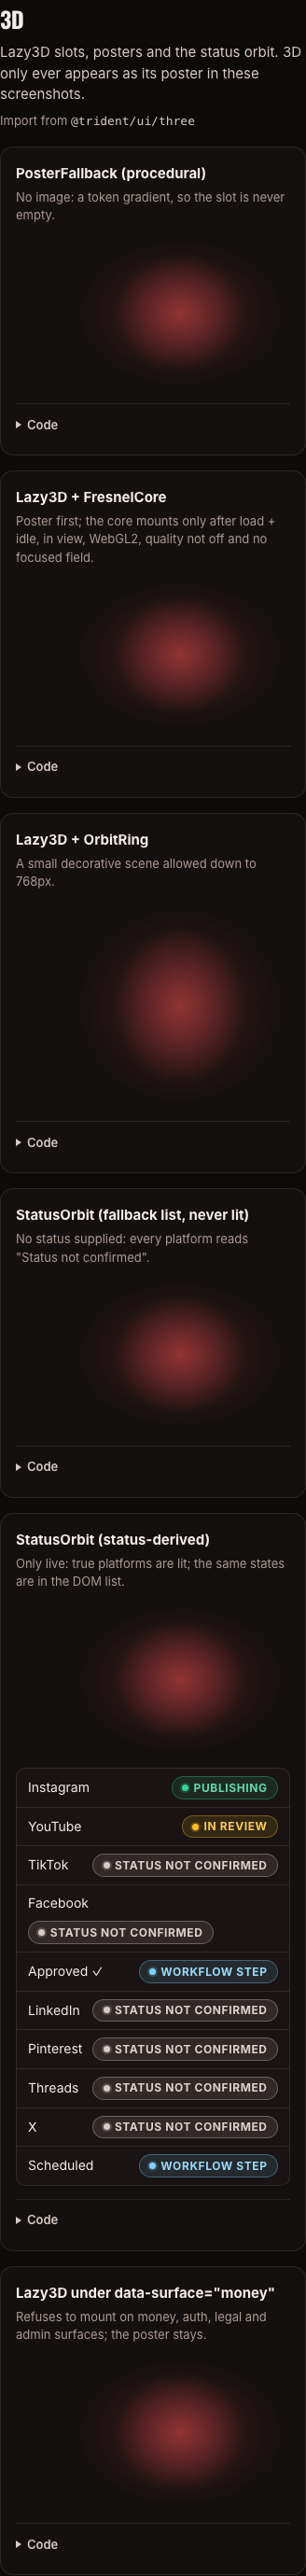 3D
Lazy3D slots, posters and the status orbit. 3D
only ever appears as its poster in these
screenshots.
Import from @trident/ui/three
PosterFallback (procedural)
No image: a token gradient, so the slot is never
empty.
Code
Lazy3D + FresnelCore
Poster first; the core mounts only after load +
idle, in view, WebGL2, quality not off and no
focused field.
Code
Lazy3D + OrbitRing
A small decorative scene allowed down to
768px.
Code
StatusOrbit (fallback list, never lit)
No status supplied: every platform reads
"Status not confirmed".
Code
StatusOrbit (status-derived)
Only live: true platforms are lit; the same states
are in the DOM list.
Instagram PUBLISHING
YouTube IN REVIEW
TikTok STATUS NOT CONFIRMED
Facebook
STATUS NOT CONFIRMED
Approved ✓ WORKFLOW STEP
LinkedIn STATUS NOT CONFIRMED
Pinterest STATUS NOT CONFIRMED
Threads STATUS NOT CONFIRMED
X STATUS NOT CONFIRMED
Scheduled WORKFLOW STEP
Code
Lazy3D under data-surface="money"
Refuses to mount on money, auth, legal and
admin surfaces; the poster stays.
Code